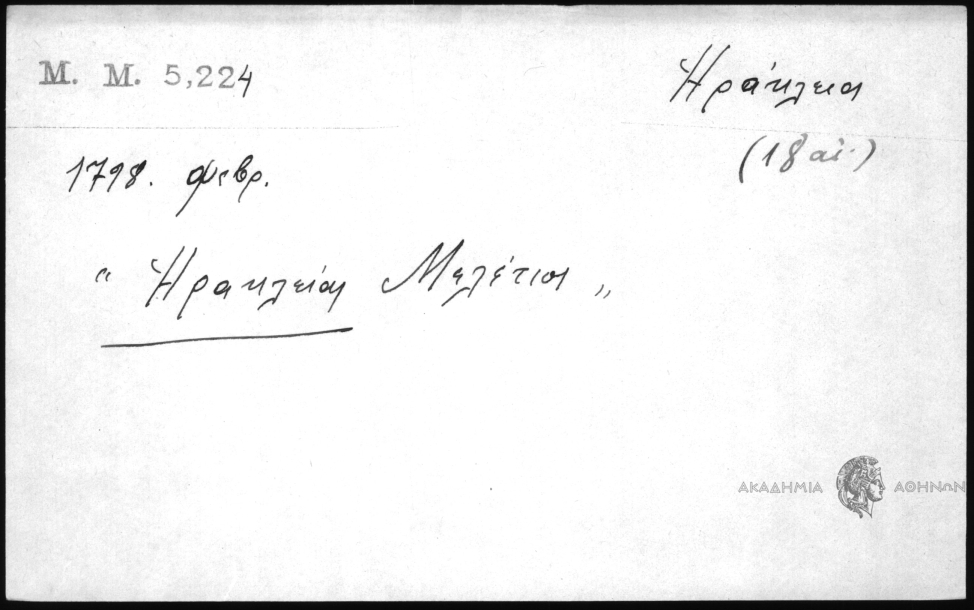 M. M. 5,224
Ἡράκλεια
(18 αἰ.)
1798. φεβρ.
“ Ἡρακλείας Μελέτιος „
ΑΚΑΔΗΜΙΑ ΑΘΗΝΩΝ